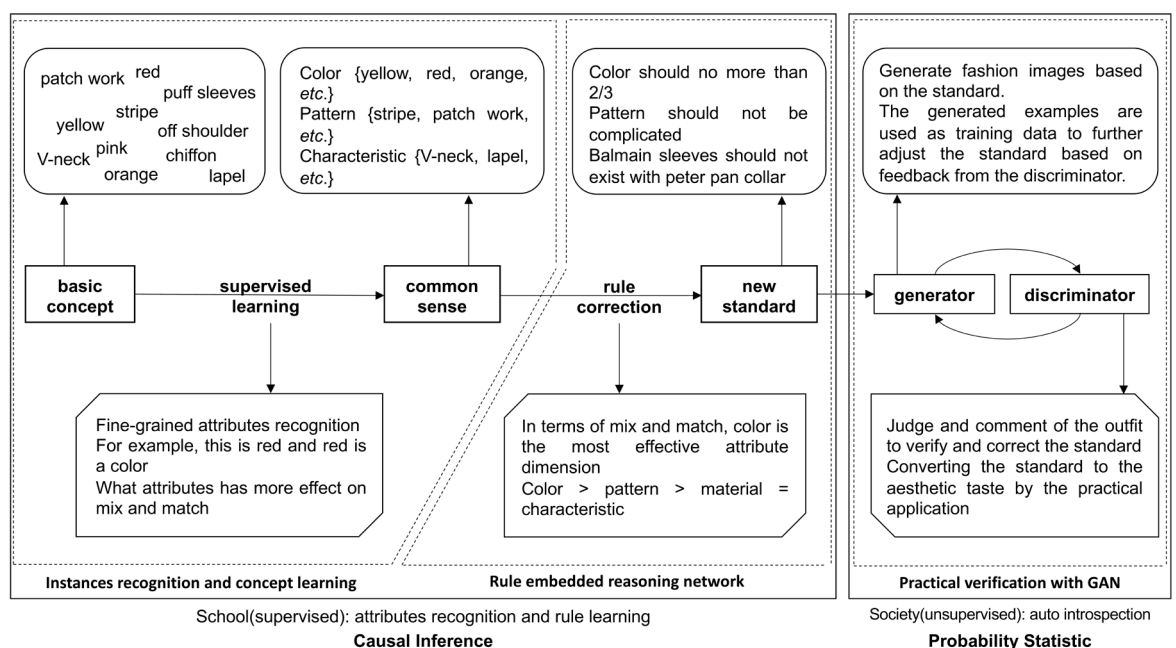 patch work red
puff sleeves
stripe
yellow
off shoulder
V-neck pink chiffon
orange lapel
Color {yellow, red, orange,
etc.}
Pattern {stripe, patch work,
etc.}
Characteristic {V-neck, lapel,
etc.}
Color should no more than
2/3
Pattern should not be
complicated
Balmain sleeves should not
exist with peter pan collar
Generate fashion images based
on the standard.
The generated examples are
used as training data to further
adjust the standard based on
feedback from the discriminator.
basic
concept
supervised
learning
common
sense
rule
correction
new
standard
generator
discriminator
Fine-grained attributes recognition
For example, this is red and red is
a color
What attributes has more effect on
mix and match
In terms of mix and match, color is
the most effective attribute
dimension
Color > pattern > material =
characteristic
Judge and comment of the outfit
to verify and correct the standard
Converting the standard to the
aesthetic taste by the practical
application
Instances recognition and concept learning
Rule embedded reasoning network
Practical verification with GAN
School(supervised): attributes recognition and rule learning
Causal Inference
Society(unsupervised): auto introspection
Probability Statistic